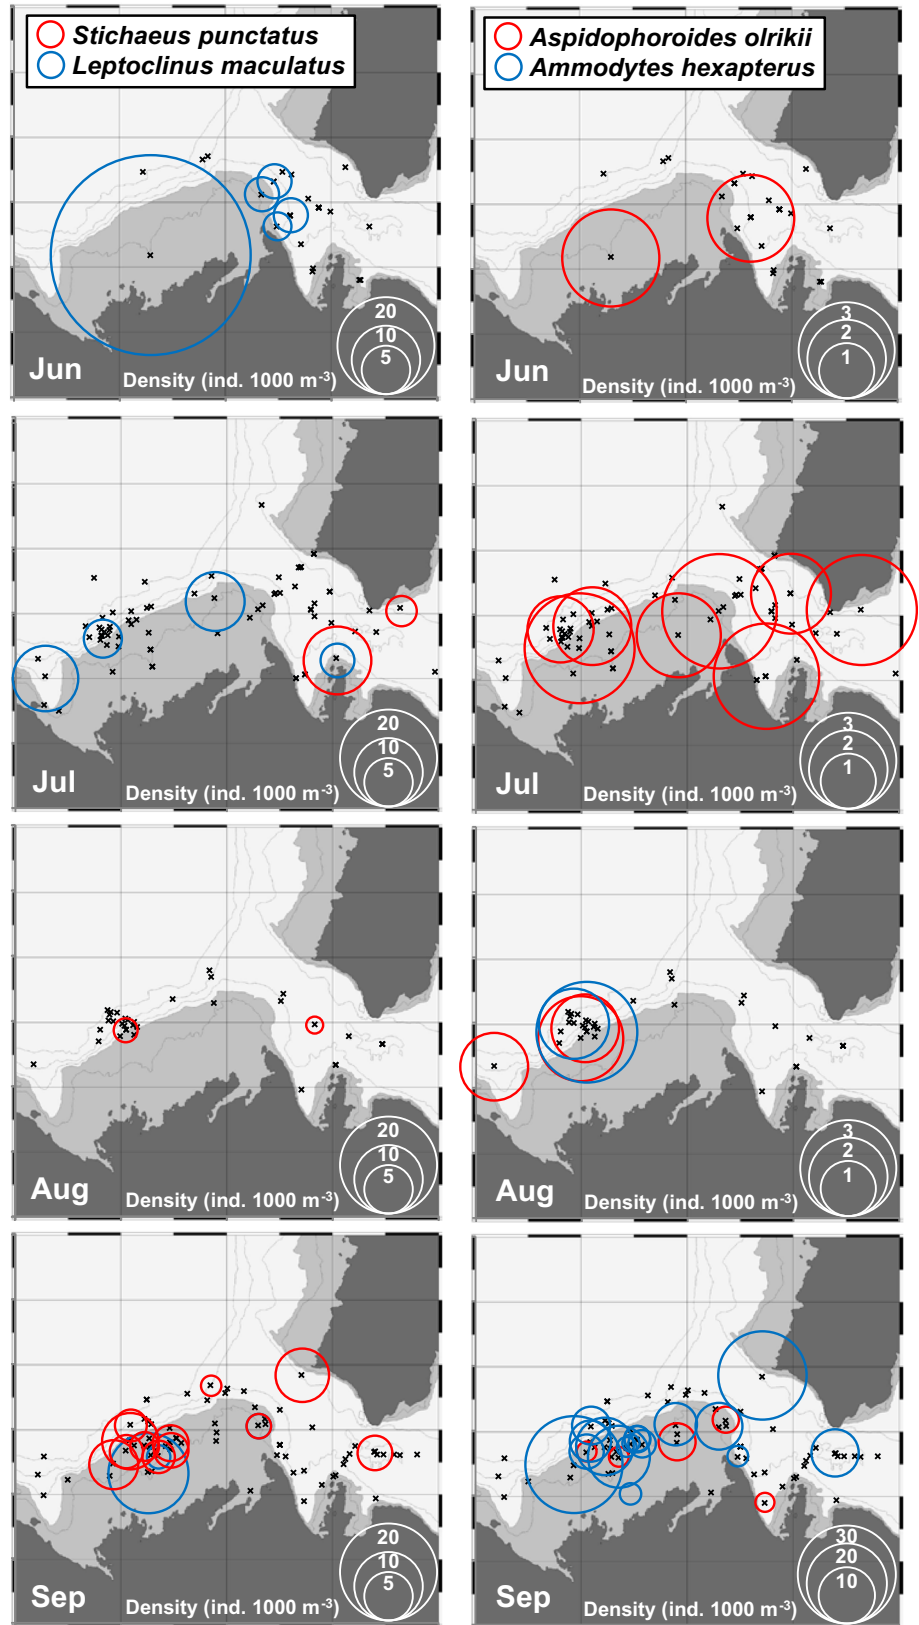 Stichaeus punctatus
Leptoclinus maculatus
20
10
5
Jun
Density (ind. 1000 m-3)
Aspidophoroides olrikii
Ammodytes hexapterus
3
2
1
Jun
Density (ind. 1000 m-3)
20
10
5
Jul
Density (ind. 1000 m-3)
3
2
1
Jul
Density (ind. 1000 m-3)
20
10
5
Aug
Density (ind. 1000 m-3)
3
2
1
Aug
Density (ind. 1000 m-3)
20
10
5
Sep
Density (ind. 1000 m-3)
30
20
10
Sep
Density (ind. 1000 m-3)